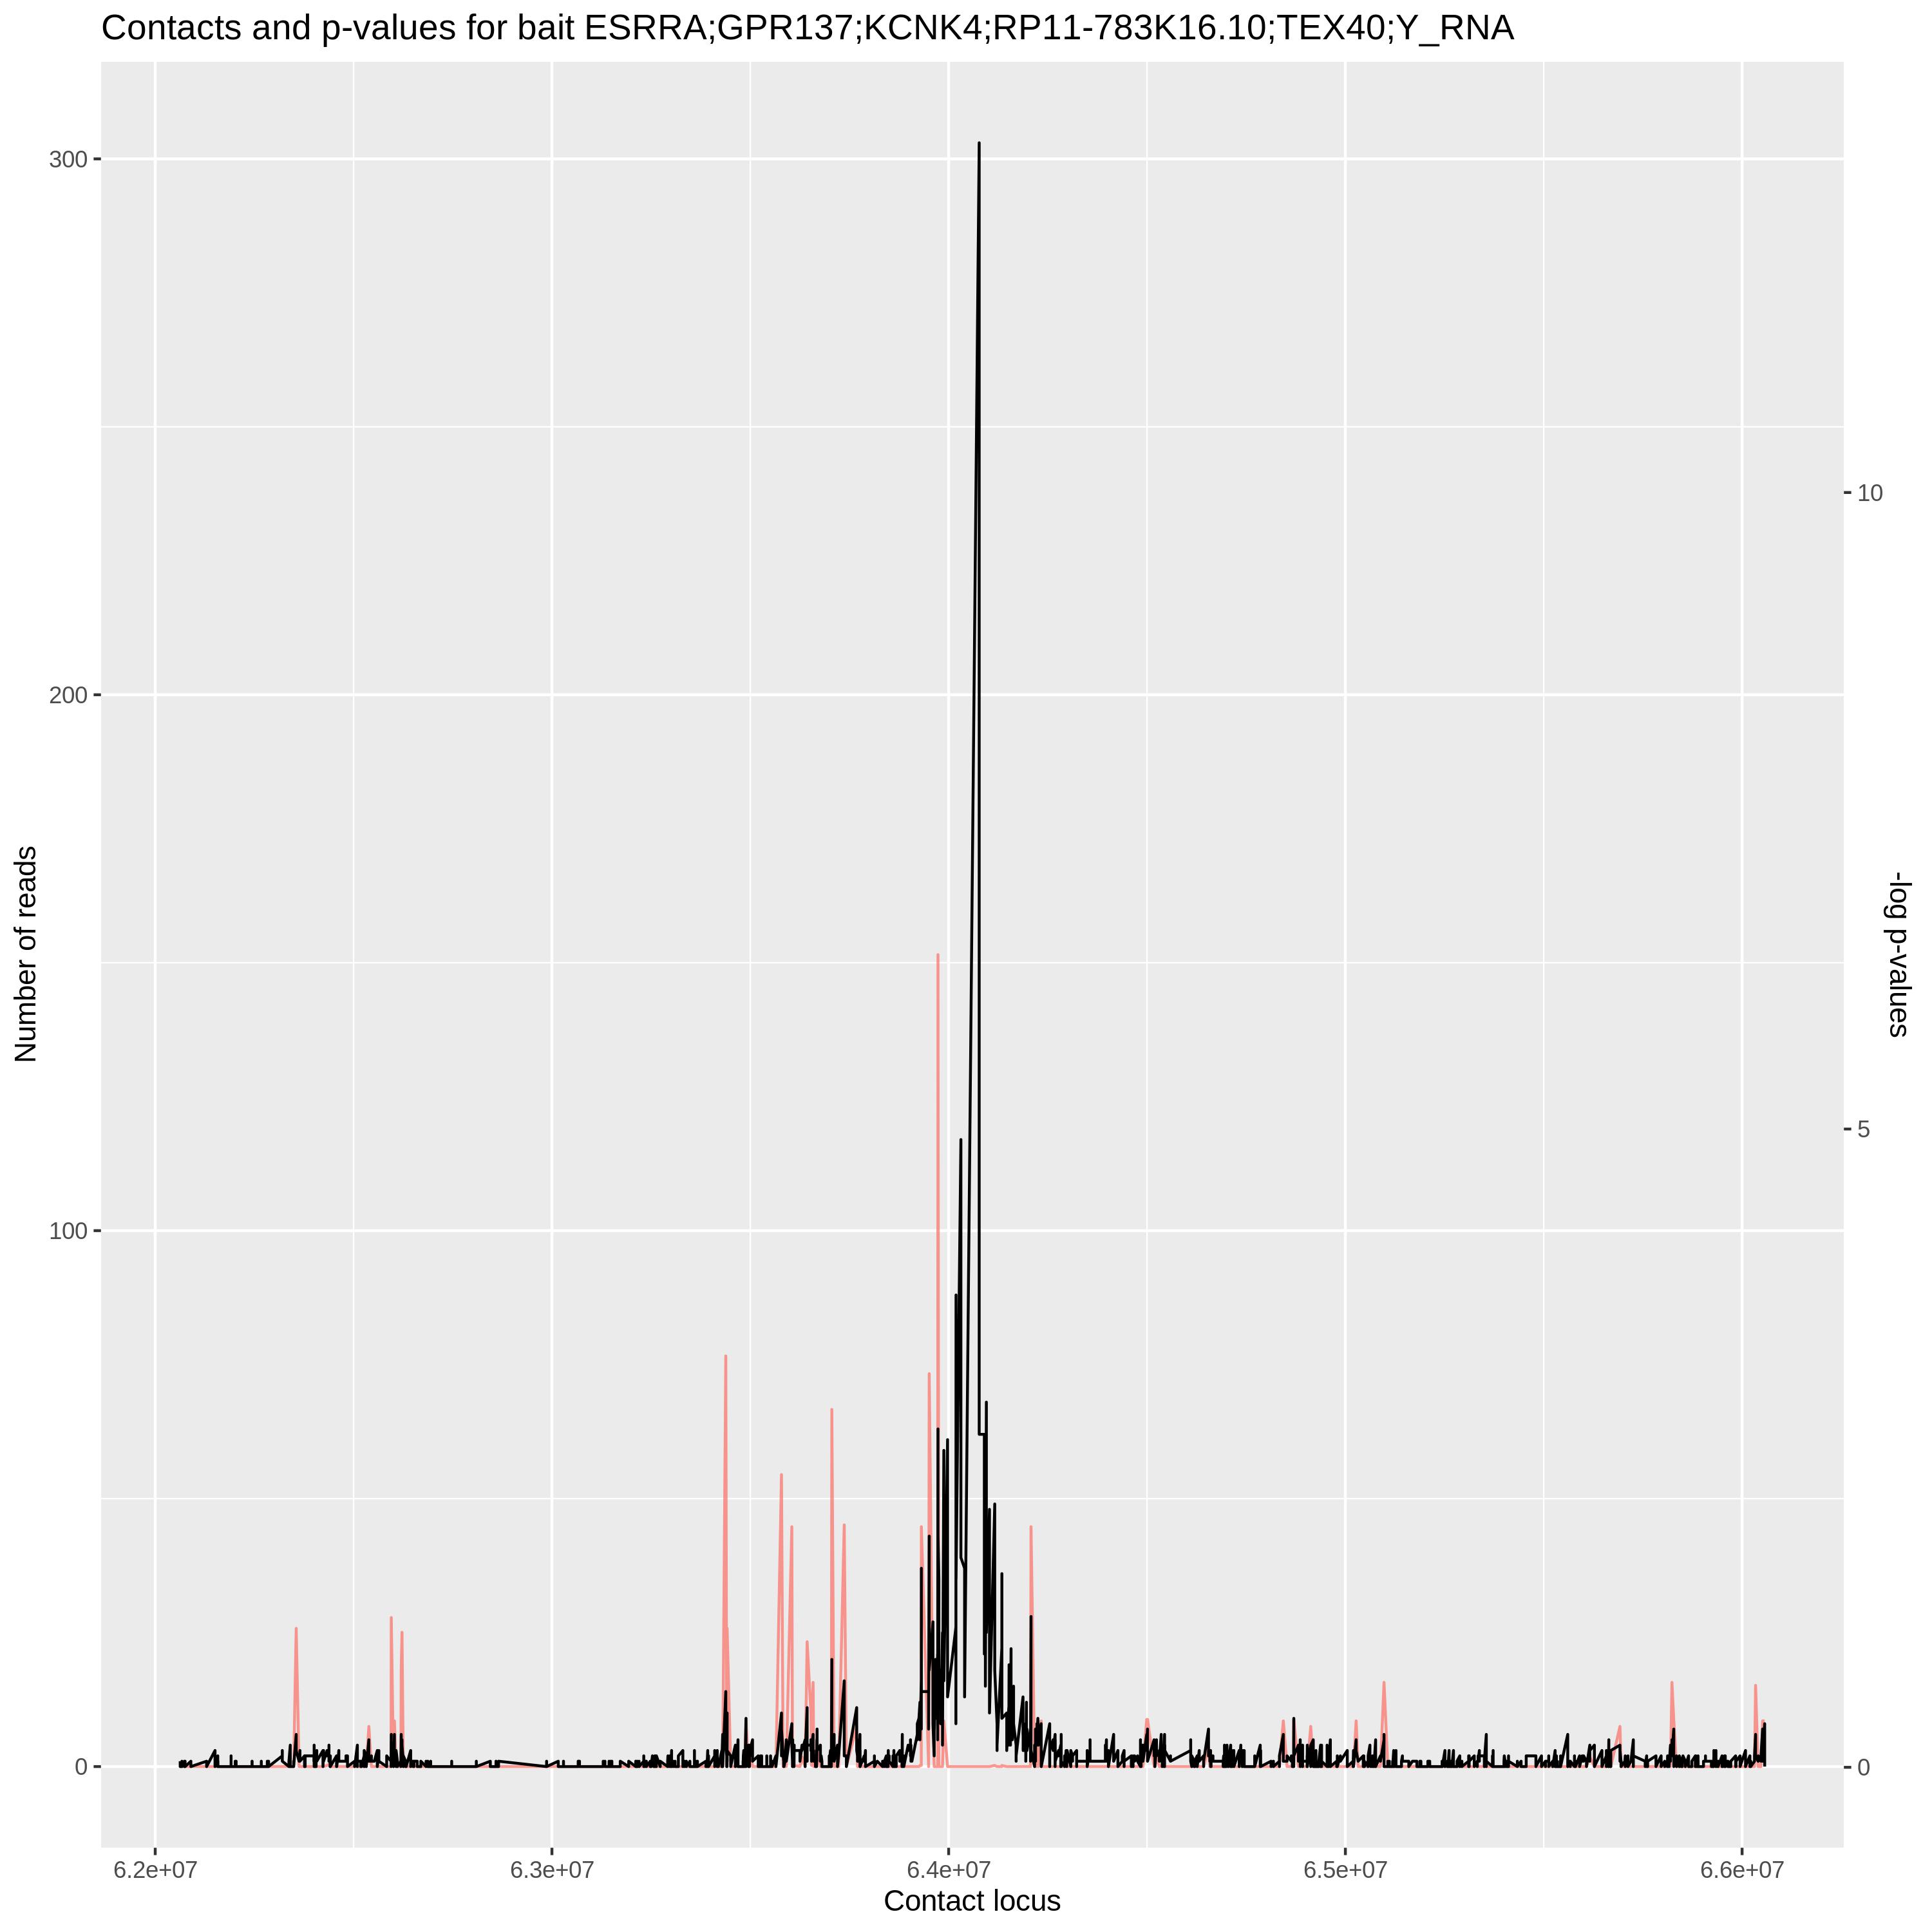 Contacts and p-values for bait ESRRA;GPR137;KCNK4;RP11-783K16.10;TEX40;Y_RNA
300
200
100
0
Number of reads
10
5
0
-log p-values
6.2e+07
6.3e+07
6.4e+07
6.5e+07
6.6e+07
Contact locus